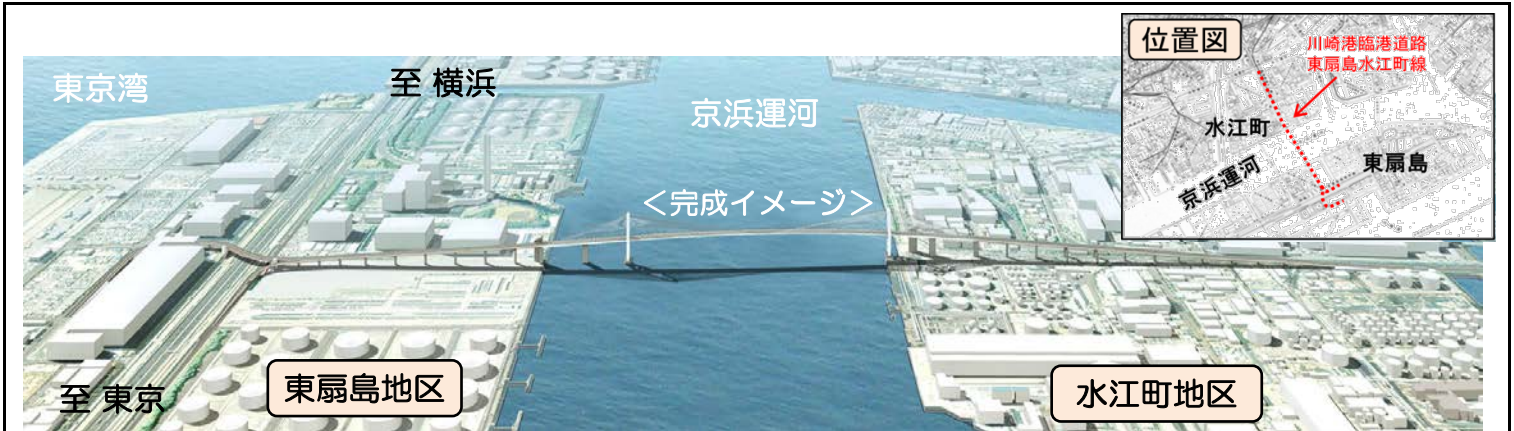 東京湾
至 横浜
京浜運河
<完成イメージ>
至 東京
東扇島地区
水江町地区
位置図
川崎港臨港道路
東扇島水江町線
水江町
東扇島
京浜運河